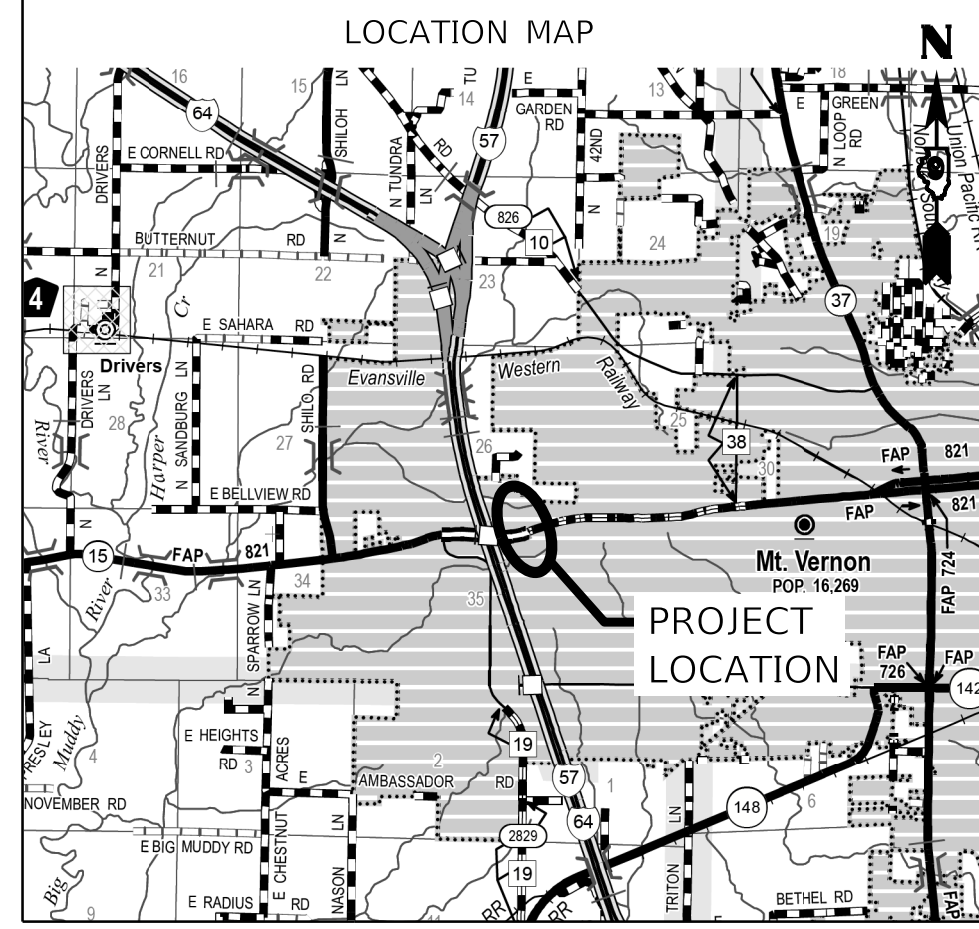 LOCATION MAP
N
16
15
LN
SHILOH
TU
14
E
GARDEN
RD
13
18
E GREEN
N LOOP
RD
64
57
DRIVERS
E CORNELL RD
N TUNDRA
LN
RD
42ND
N
Union Pacific
826
10
BUTTERNUT RD
N
21
22
23
24
19
N
4
Cr
37
E SAHARA RD
Drivers
Evansville
Western
Railway
DRIVERS
LN
28
River
Harper
N SANDBURG LN
SHILO RD
27
26
25
38
30
FAP 821
E BELLVIEW RD
N
15
FAP 821
FAP 821
Mt. Vernon
POP. 16,269
River
33
34
35
SPARROW LN
N
FAP 724
PROJECT
LOCATION
LA
FAP
726
FAP
142
PRESLEY
Muddy
4
E HEIGHTS
RD
3
ACRES
E
2
AMBASSADOR RD
19
57
1
64
148
6
NOVEMBER RD
E BIG MUDDY RD
E CHESTNUT
LN
NASON
2829
19
LN
TRITON
Big
9
E RADIUS RD
11
RR
RR
BETHEL RD
FAP